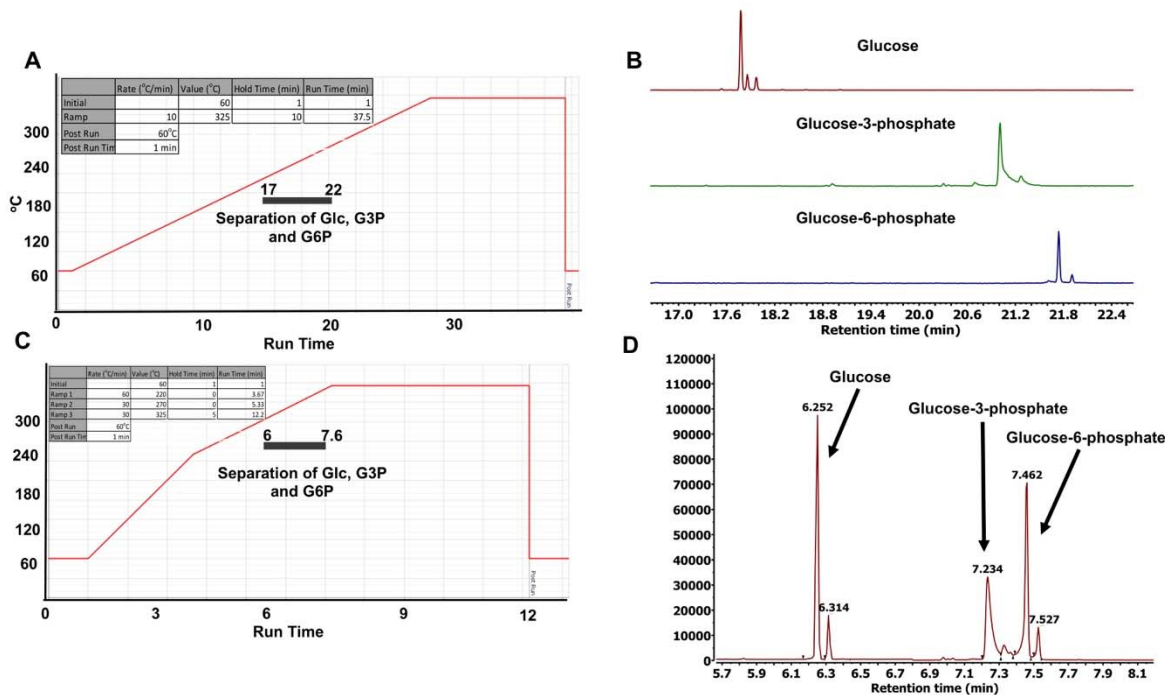 A
Rate (°C/min) Value (°C) Hold Time (min) Run Time (min)
Initial 60 1 1
Ramp 10 325 10 37.5
Post Run 60°C
Post Run Tim 1 min
°C
300
240
180
120
60
17 22
Separation of Glc, G3P
and G6P
Post Run
0 10 20 30
Run Time
B
Glucose
Glucose-3-phosphate
Glucose-6-phosphate
17.0 17.6 18.2 18.8 19.4 20.0 20.6 21.2 21.8 22.4
Retention time (min)
C
Rate (°C/min) Value (°C) Hold Time (min) Run Time (min)
Initial 60 1 1
Ramp 1 60 220 0 3.67
Ramp 2 30 270 0 5.33
Ramp 3 30 325 5 12.2
Post Run 60°C
Post Run Tim 1 min
300
240
180
120
60
6 7.6
Separation of Glc, G3P
and G6P
Post Run
0 3 6 9 12
Run Time
D
120000
110000
100000
90000
80000
70000
60000
50000
40000
30000
20000
10000
0
Glucose
Glucose-3-phosphate
Glucose-6-phosphate
6.252
6.314
7.234
7.462
7.527
5.7 5.9 6.1 6.3 6.5 6.7 6.9 7.1 7.3 7.5 7.7 7.9 8.1
Retention time (min)